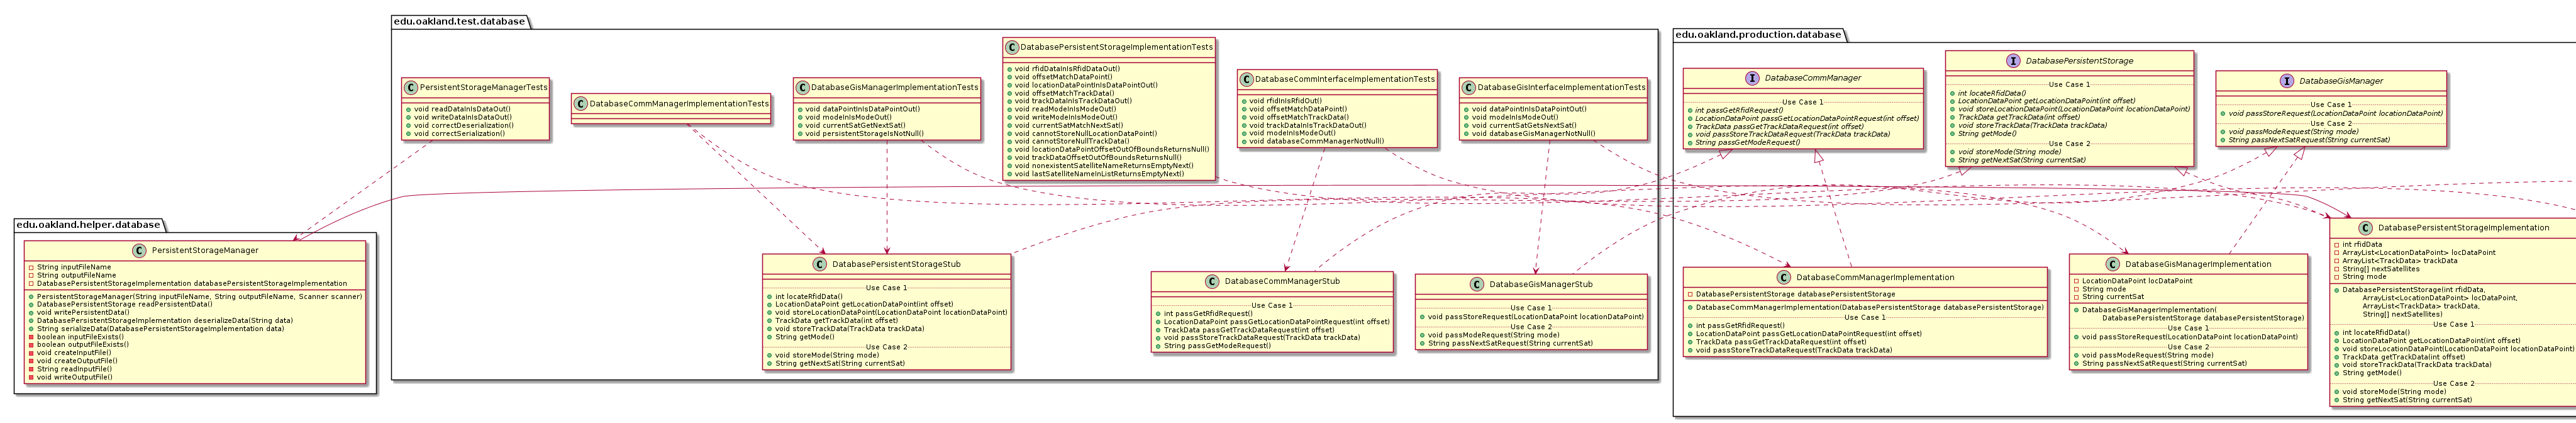 edu.oakland.helper.database
PersistentStorageManager
String inputFileName
String outputFileName
DatabasePersistentStorageImplementation databasePersistentStorageImplementation
PersistentStorageManager(String inputFileName, String outputFileName, Scanner scanner)
DatabasePersistentStorage readPersistentData()
void writePersistentData()
DatabasePersistentStorageImplementation deserializeData(String data)
String serializeData(DatabasePersistentStorageImplementation data)
boolean inputFileExists()
boolean outputFileExists()
void createInputFile()
void createOutputFile()
String readInputFile()
void writeOutputFile()
edu.oakland.test.database
PersistentStorageManagerTests
void readDataInIsDataOut()
void writeDataInIsDataOut()
void correctDeserialization()
void correctSerialization()
DatabaseCommManagerImplementationTests
DatabaseGisManagerImplementationTests
void dataPointInIsDataPointOut()
void modeInIsModeOut()
void currentSatGetNextSat()
void persistentStorageIsNotNull()
DatabasePersistentStorageImplementationTests
void rfidDataInIsRfidDataOut()
void offsetMatchDataPoint()
void locationDataPointInIsDataPointOut()
void offsetMatchTrackData()
void trackDataInIsTrackDataOut()
void readModeInIsModeOut()
void writeModeInIsModeOut()
void currentSatMatchNextSat()
void cannotStoreNullLocationDataPoint()
void cannotStoreNullTrackData()
void locationDataPointOffsetOutOfBoundsReturnsNull()
void trackDataOffsetOutOfBoundsReturnsNull()
void nonexistentSatelliteNameReturnsEmptyNext()
void lastSatelliteNameInListReturnsEmptyNext()
DatabaseCommInterfaceImplementationTests
void rfidInIsRfidOut()
void offsetMatchDataPoint()
void offsetMatchTrackData()
void trackDataInIsTrackDataOut()
void modeInIsModeOut()
void databaseCommManagerNotNull()
DatabaseGisInterfaceImplementationTests
void dataPointInIsDataPointOut()
void modeInIsModeOut()
void currentSatGetsNextSat()
void databaseGisManagerNotNull()
DatabasePersistentStorageStub
Use Case 1
int locateRfidData()
LocationDataPoint getLocationDataPoint(int offset)
void storeLocationDataPoint(LocationDataPoint locationDataPoint)
TrackData getTrackData(int offset)
void storeTrackData(TrackData trackData)
String getMode()
Use Case 2
void storeMode(String mode)
String getNextSat(String currentSat)
DatabaseCommManagerStub
Use Case 1
int passGetRfidRequest()
LocationDataPoint passGetLocationDataPointRequest(int offset)
TrackData passGetTrackDataRequest(int offset)
void passStoreTrackDataRequest(TrackData trackData)
String passGetModeRequest()
DatabaseGisManagerStub
Use Case 1
void passStoreRequest(LocationDataPoint locationDataPoint)
Use Case 2
void passModeRequest(String mode)
String passNextSatRequest(String currentSat)
edu.oakland.production.database
DatabaseCommManager
Use Case 1
int passGetRfidRequest()
LocationDataPoint passGetLocationDataPointRequest(int offset)
TrackData passGetTrackDataRequest(int offset)
void passStoreTrackDataRequest(TrackData trackData)
String passGetModeRequest()
DatabasePersistentStorage
Use Case 1
int locateRfidData()
LocationDataPoint getLocationDataPoint(int offset)
void storeLocationDataPoint(LocationDataPoint locationDataPoint)
TrackData getTrackData(int offset)
void storeTrackData(TrackData trackData)
String getMode()
Use Case 2
void storeMode(String mode)
String getNextSat(String currentSat)
DatabaseGisManager
Use Case 1
void passStoreRequest(LocationDataPoint locationDataPoint)
Use Case 2
void passModeRequest(String mode)
String passNextSatRequest(String currentSat)
DatabaseCommManagerImplementation
DatabasePersistentStorage databasePersistentStorage
DatabaseCommManagerImplementation(DatabasePersistentStorage databasePersistentStorage)
Use Case 1
int passGetRfidRequest()
LocationDataPoint passGetLocationDataPointRequest(int offset)
TrackData passGetTrackDataRequest(int offset)
void passStoreTrackDataRequest(TrackData trackData)
DatabaseGisManagerImplementation
LocationDataPoint locDataPoint
String mode
String currentSat
DatabaseGisManagerImplementation(
DatabasePersistentStorage databasePersistentStorage)
Use Case 1
void passStoreRequest(LocationDataPoint locationDataPoint)
Use Case 2
void passModeRequest(String mode)
String passNextSatRequest(String currentSat)
DatabasePersistentStorageImplementation
int rfidData
ArrayList<LocationDataPoint> locDataPoint
ArrayList<TrackData> trackData
String[] nextSatellites
String mode
DatabasePersistentStorage(int rfidData,
ArrayList<LocationDataPoint> locDataPoint,
ArrayList<TrackData> trackData,
String[] nextSatellites)
Use Case 1
int locateRfidData()
LocationDataPoint getLocationDataPoint(int offset)
void storeLocationDataPoint(LocationDataPoint locationDataPoint)
TrackData getTrackData(int offset)
void storeTrackData(TrackData trackData)
String getMode()
Use Case 2
void storeMode(String mode)
String getNextSat(String currentSat)